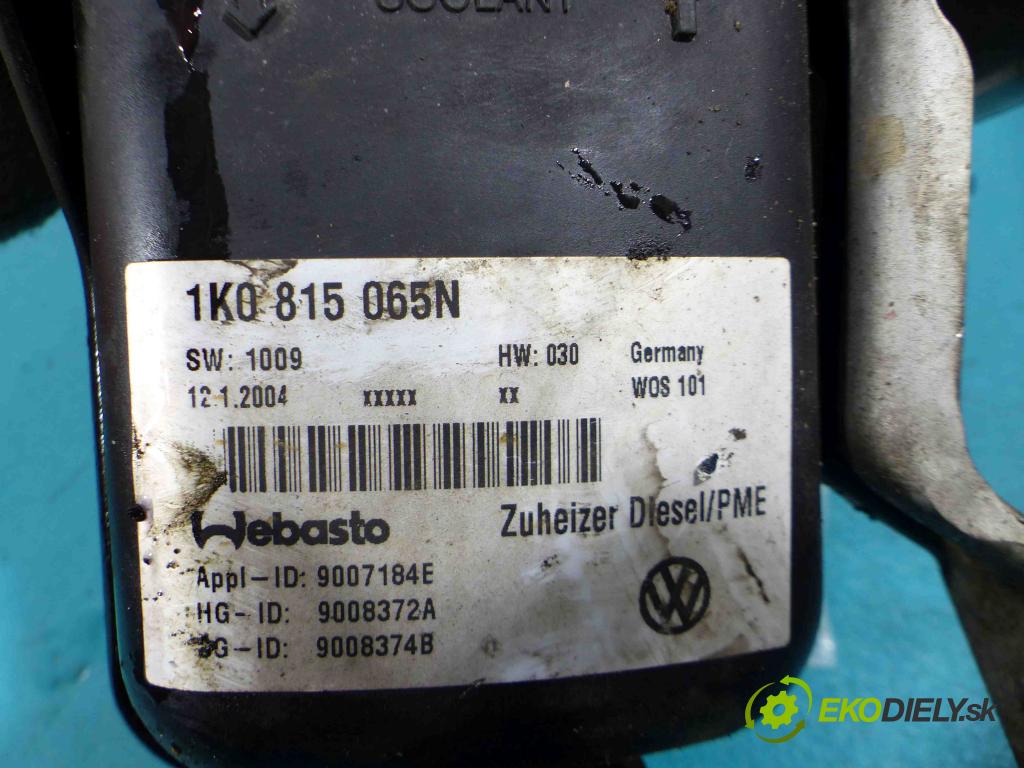 COOLANT
1K0 815 065N
SW: 1009 HW: 030 Germany
12.1.2004 xxxxx xx WOS 101
Webasto Zuheizer Diesel/PME
Appl-ID: 9007184E
HG-ID: 9008372A
SG-ID: 9008374B
EKODIELY.sk